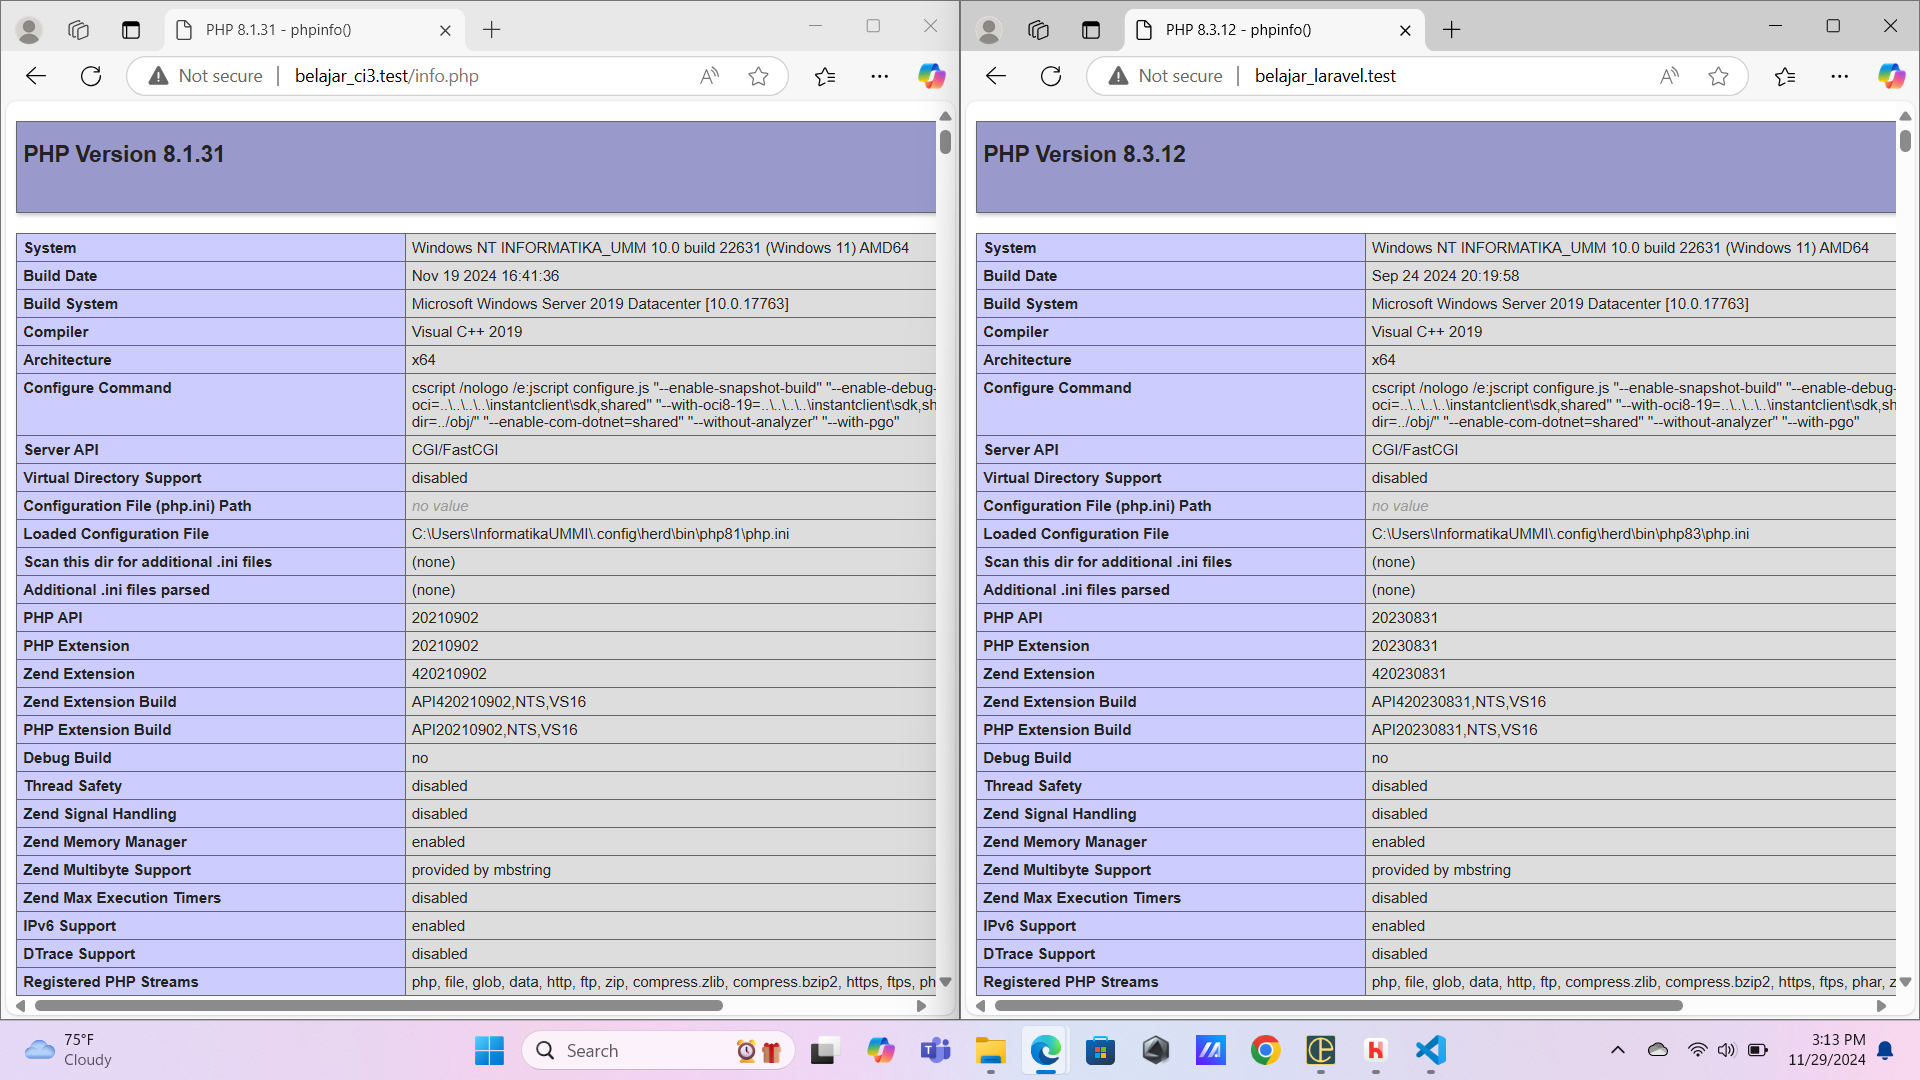 PHP 8.1.31 - phpinfo()
Not secure | belajar_ci3.test/info.php
PHP Version 8.1.31
System Windows NT INFORMATIKA_UMM 10.0 build 22631 (Windows 11) AMD64
Build Date Nov 19 2024 16:41:36
Build System Microsoft Windows Server 2019 Datacenter [10.0.17763]
Compiler Visual C++ 2019
Architecture x64
Configure Command cscript /nologo /e:jscript configure.js "--enable-snapshot-build" "--enable-debug-
oci=..\..\..\..\instantclient\sdk,shared" "--with-oci8-19=..\..\..\..\instantclient\sdk,sh
dir=../obj/" "--enable-com-dotnet=shared" "--without-analyzer" "--with-pgo"
Server API CGI/FastCGI
Virtual Directory Support disabled
Configuration File (php.ini) Path no value
Loaded Configuration File C:\Users\InformatikaUMMI\.config\herd\bin\php81\php.ini
Scan this dir for additional .ini files (none)
Additional .ini files parsed (none)
PHP API 20210902
PHP Extension 20210902
Zend Extension 420210902
Zend Extension Build API420210902,NTS,VS16
PHP Extension Build API20210902,NTS,VS16
Debug Build no
Thread Safety disabled
Zend Signal Handling disabled
Zend Memory Manager enabled
Zend Multibyte Support provided by mbstring
Zend Max Execution Timers disabled
IPv6 Support enabled
DTrace Support disabled
Registered PHP Streams php, file, glob, data, http, ftp, zip, compress.zlib, compress.bzip2, https, ftps, ph
PHP 8.3.12 - phpinfo()
Not secure | belajar_laravel.test
PHP Version 8.3.12
System Windows NT INFORMATIKA_UMM 10.0 build 22631 (Windows 11) AMD64
Build Date Sep 24 2024 20:19:58
Build System Microsoft Windows Server 2019 Datacenter [10.0.17763]
Compiler Visual C++ 2019
Architecture x64
Configure Command cscript /nologo /e:jscript configure.js "--enable-snapshot-build" "--enable-debug-
oci=..\..\..\..\instantclient\sdk,shared" "--with-oci8-19=..\..\..\..\instantclient\sdk,sh
dir=../obj/" "--enable-com-dotnet=shared" "--without-analyzer" "--with-pgo"
Server API CGI/FastCGI
Virtual Directory Support disabled
Configuration File (php.ini) Path no value
Loaded Configuration File C:\Users\InformatikaUMMI\.config\herd\bin\php83\php.ini
Scan this dir for additional .ini files (none)
Additional .ini files parsed (none)
PHP API 20230831
PHP Extension 20230831
Zend Extension 420230831
Zend Extension Build API420230831,NTS,VS16
PHP Extension Build API20230831,NTS,VS16
Debug Build no
Thread Safety disabled
Zend Signal Handling disabled
Zend Memory Manager enabled
Zend Multibyte Support provided by mbstring
Zend Max Execution Timers disabled
IPv6 Support enabled
DTrace Support disabled
Registered PHP Streams php, file, glob, data, http, ftp, compress.zlib, compress.bzip2, https, ftps, phar, z
75°F
Cloudy
Search
3:13 PM
11/29/2024